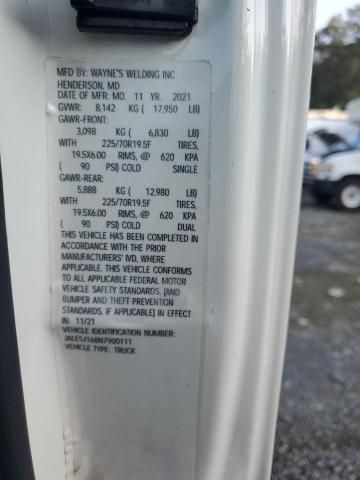 MFD BY: WAYNE'S WELDING INC
HENDERSON, MD
DATE OF MFR: MO. 11 YR. 2021
GVWR: 8,142 KG ( 17,950 LB)
GAWR-FRONT:
3,098 KG ( 6,830 LB)
WITH 225/70R19.5F TIRES,
19.5X6.00 RIMS, @ 620 KPA
( 90 PSI) COLD SINGLE
GAWR-REAR:
5,888 KG ( 12,980 LB)
WITH 225/70R19.5F TIRES,
19.5X6.00 RIMS, @ 620 KPA
( 90 PSI) COLD DUAL
THIS VEHICLE HAS BEEN COMPLETED IN
ACCORDANCE WITH THE PRIOR
MANUFACTURERS' IVD, WHERE
APPLICABLE. THIS VEHICLE CONFORMS
TO ALL APPLICABLE FEDERAL MOTOR
VEHICLE SAFETY STANDARDS, [AND
BUMPER AND THEFT PREVENTION
STANDARDS, IF APPLICABLE] IN EFFECT
IN: 11/21
VEHICLE IDENTIFICATION NUMBER:
JALE5J168N7900111
VEHICLE TYPE: TRUCK